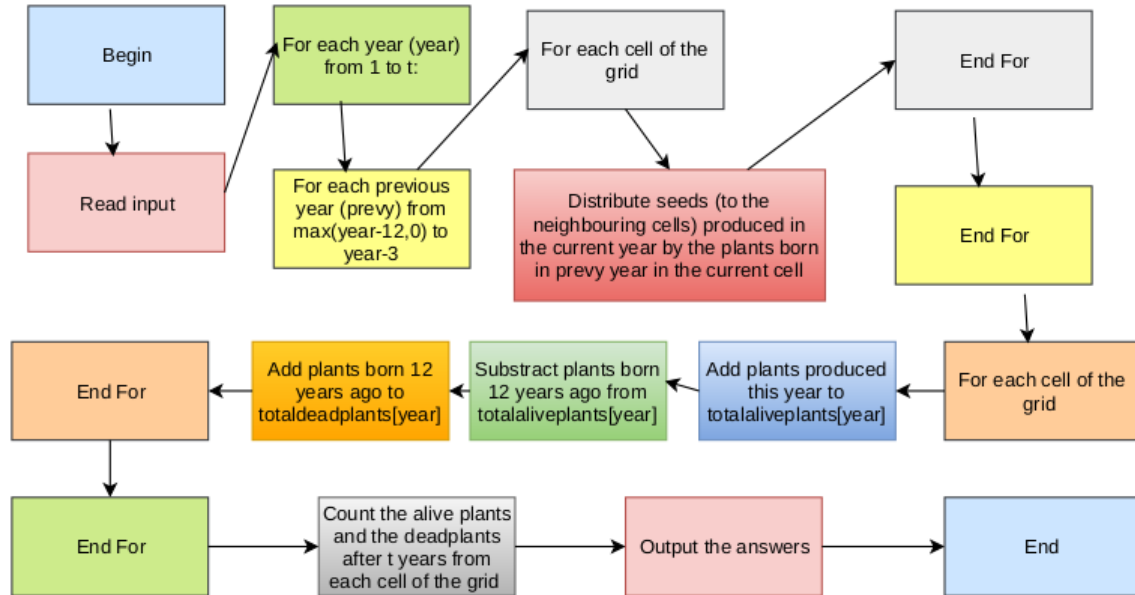 Begin
Read input
For each year (year)
from 1 to t:
For each previous
year (prevy) from
max(year-12,0) to
year-3
For each cell of the
grid
Distribute seeds (to the
neighbouring cells) produced in
the current year by the plants born
in prevy year in the current cell
End For
End For
For each cell of the
grid
Add plants produced
this year to
totalaliveplants[year]
Substract plants born
12 years ago from
totalaliveplants[year]
Add plants born 12
years ago to
totaldeadplants[year]
End For
End For
Count the alive plants
and the deadplants
after t years from
each cell of the grid
Output the answers
End